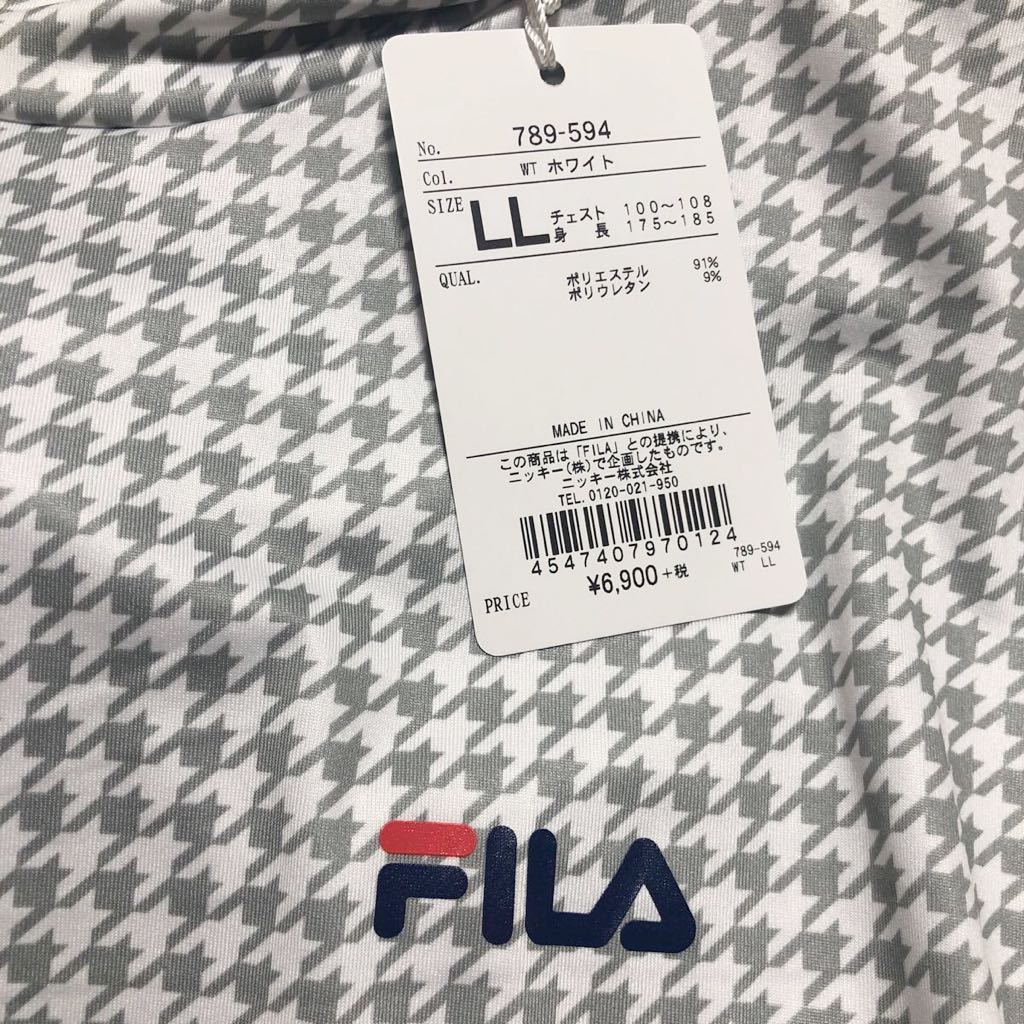 No. 789-594
Col. WT ホワイト
SIZE LL チェスト 100～108
身長 175～185
QUAL. ポリエステル 91%
ポリウレタン 9%
MADE IN CHINA
この商品は「FILA」との提携により、
ニッキー(株)で企画したものです。
ニッキー株式会社
TEL.0120-021-950
4547407970124
789-594
WT LL
PRICE ¥6,900+税
FILA